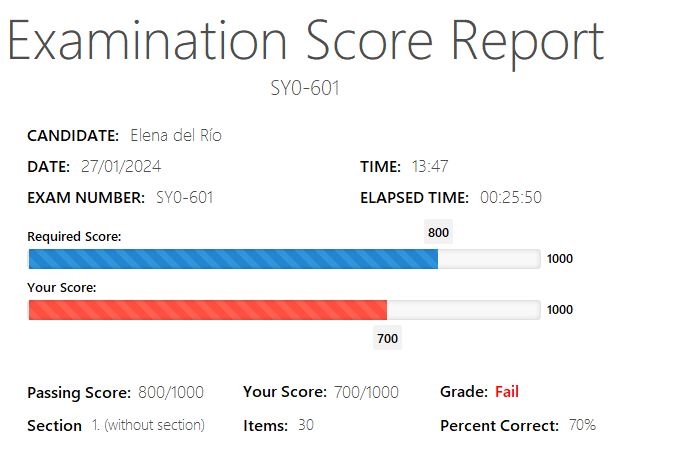 Examination Score Report
SY0-601
CANDIDATE: Elena del Río
DATE: 27/01/2024 TIME: 13:47
EXAM NUMBER: SY0-601 ELAPSED TIME: 00:25:50
800
Required Score:
1000
Your Score:
1000
700
Passing Score: 800/1000 Your Score: 700/1000 Grade: Fail
Section 1. (without section) Items: 30 Percent Correct: 70%